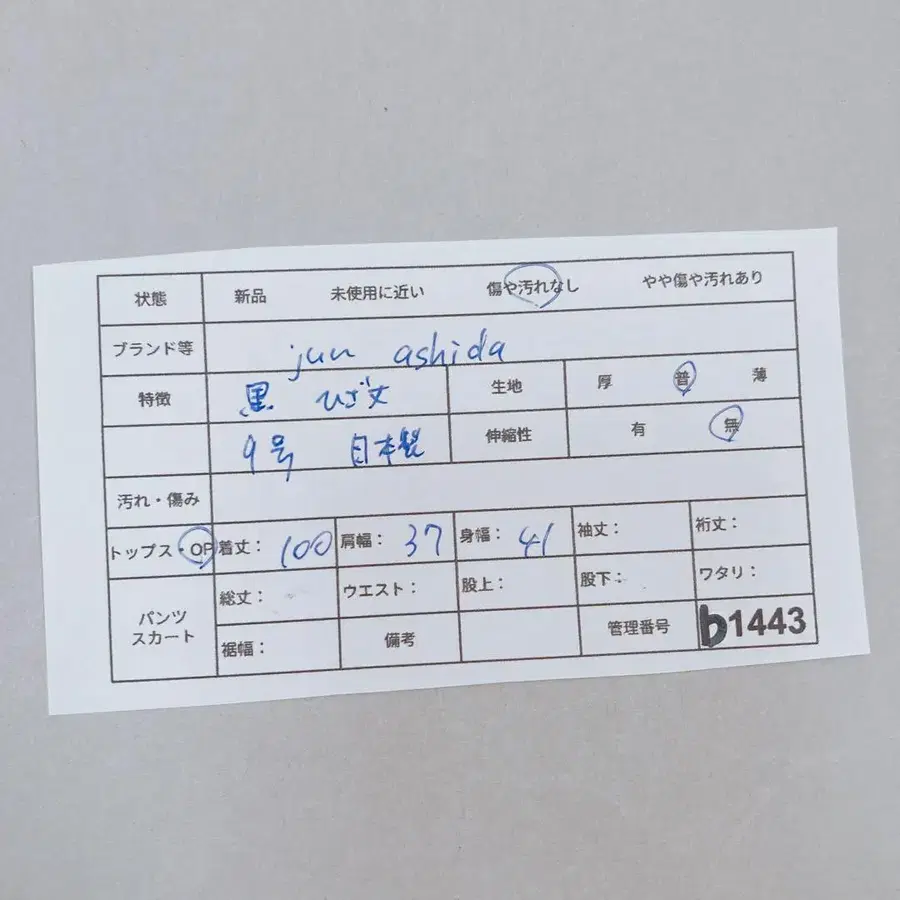 状態 新品 未使用に近い 傷や汚れなし やや傷や汚れあり
ブランド等 jun ashida
特徴 黒 ひざ丈 生地 厚 普 薄
9号 日本製 伸縮性 有 無
汚れ・傷み
トップス・OP 着丈: 100 肩幅: 37 身幅: 41 袖丈: 裄丈:
パンツ スカート 総丈: ウエスト: 股上: 股下: ワタリ:
裾幅: 備考 管理番号 b1443